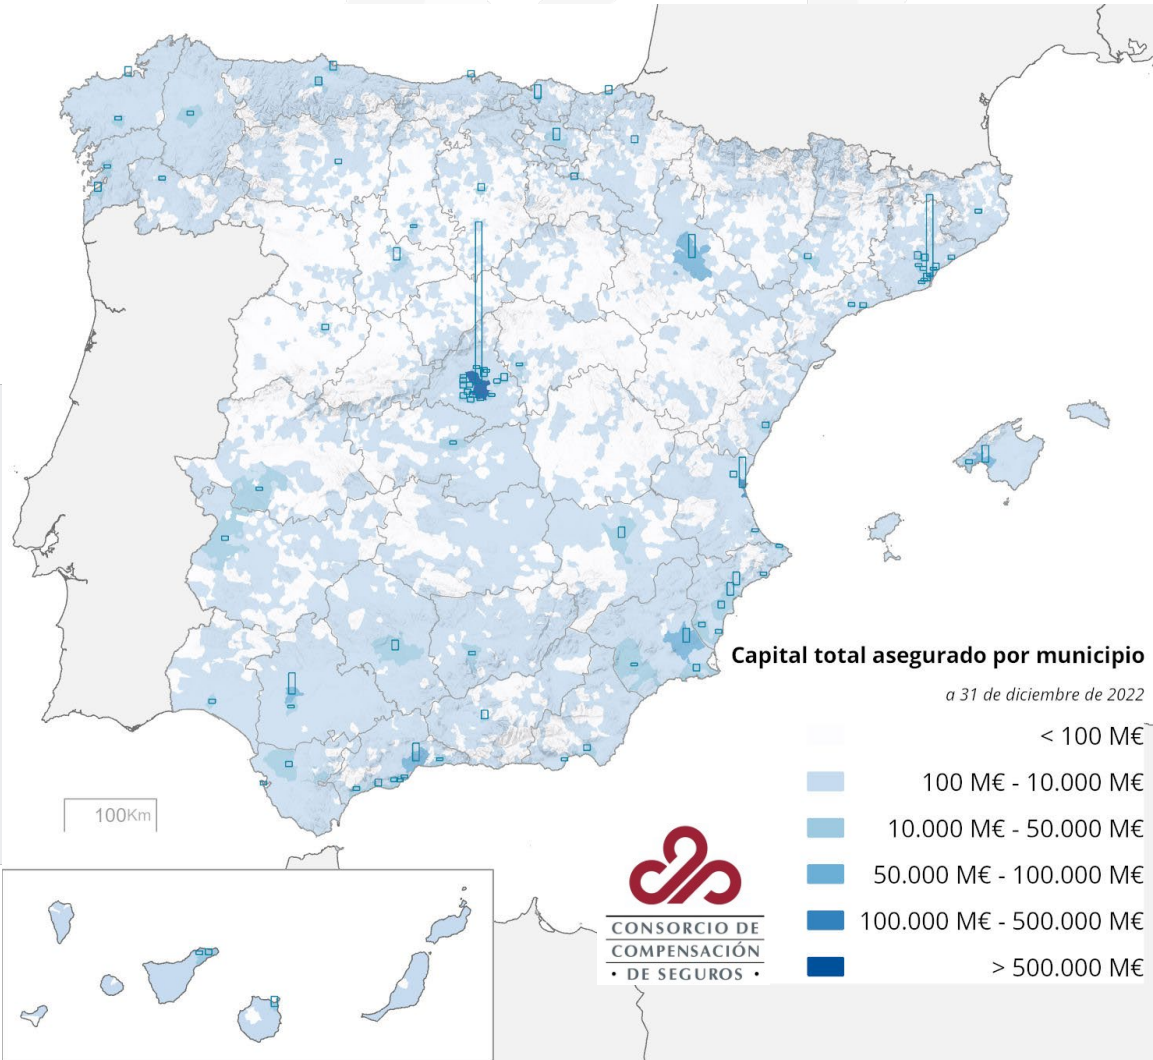 Capital total asegurado por municipio
a 31 de diciembre de 2022
< 100 M€
100 M€ - 10.000 M€
10.000 M€ - 50.000 M€
50.000 M€ - 100.000 M€
100.000 M€ - 500.000 M€
> 500.000 M€
100Km
CONSORCIO DE
COMPENSACIÓN
• DE SEGUROS •